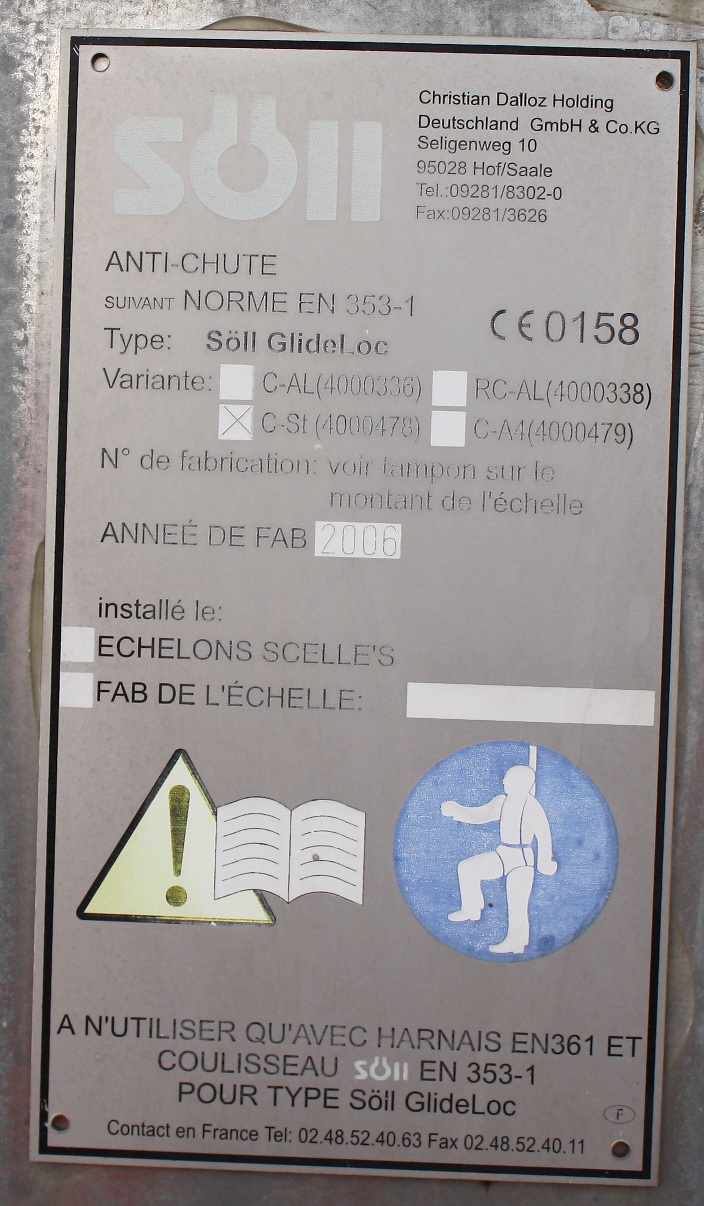 söll
Christian Dalloz Holding
Deutschland GmbH & Co.KG
Seligenweg 10
95028 Hof/Saale
Tel.:09281/8302-0
Fax:09281/3626
ANTI-CHUTE
SUIVANT NORME EN 353-1
CE0158
Type: Söll GlideLoc
Variante: C-AL(4000336) RC-AL(4000338)
C-St (4000478) C-A4(4000479)
N° de fabrication: voir tampon sur le
montant de l'échelle
ANNEÉ DE FAB 2006
installé le:
ECHELONS SCELLE'S
FAB DE L'ÉCHELLE:
A N'UTILISER QU'AVEC HARNAIS EN361 ET
COULISSEAU söll EN 353-1
POUR TYPE Söll GlideLoc
F
Contact en France Tel: 02.48.52.40.63 Fax 02.48.52.40.11